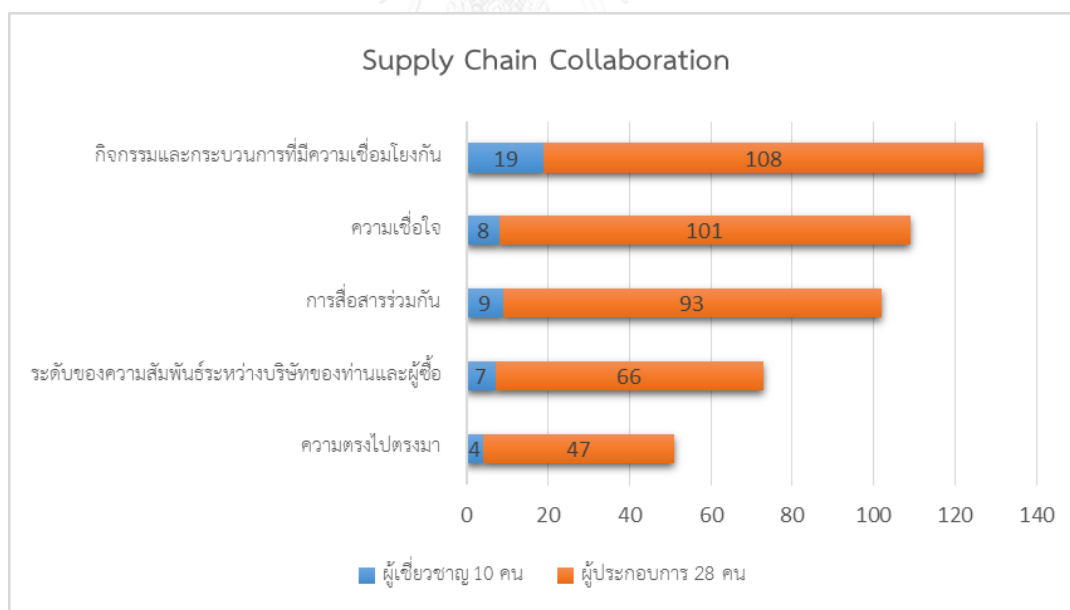 Supply Chain Collaboration
กิจกรรมและกระบวนการที่มีความเชื่อมโยงกัน
19
108
ความเชื่อใจ
8
101
การสื่อสารร่วมกัน
9
93
ระดับของความสัมพันธ์ระหว่างบริษัทของท่านและผู้ซื้อ
7
66
ความตรงไปตรงมา
4
47
0 20 40 60 80 100 120 140
ผู้เชี่ยวชาญ 10 คน ผู้ประกอบการ 28 คน